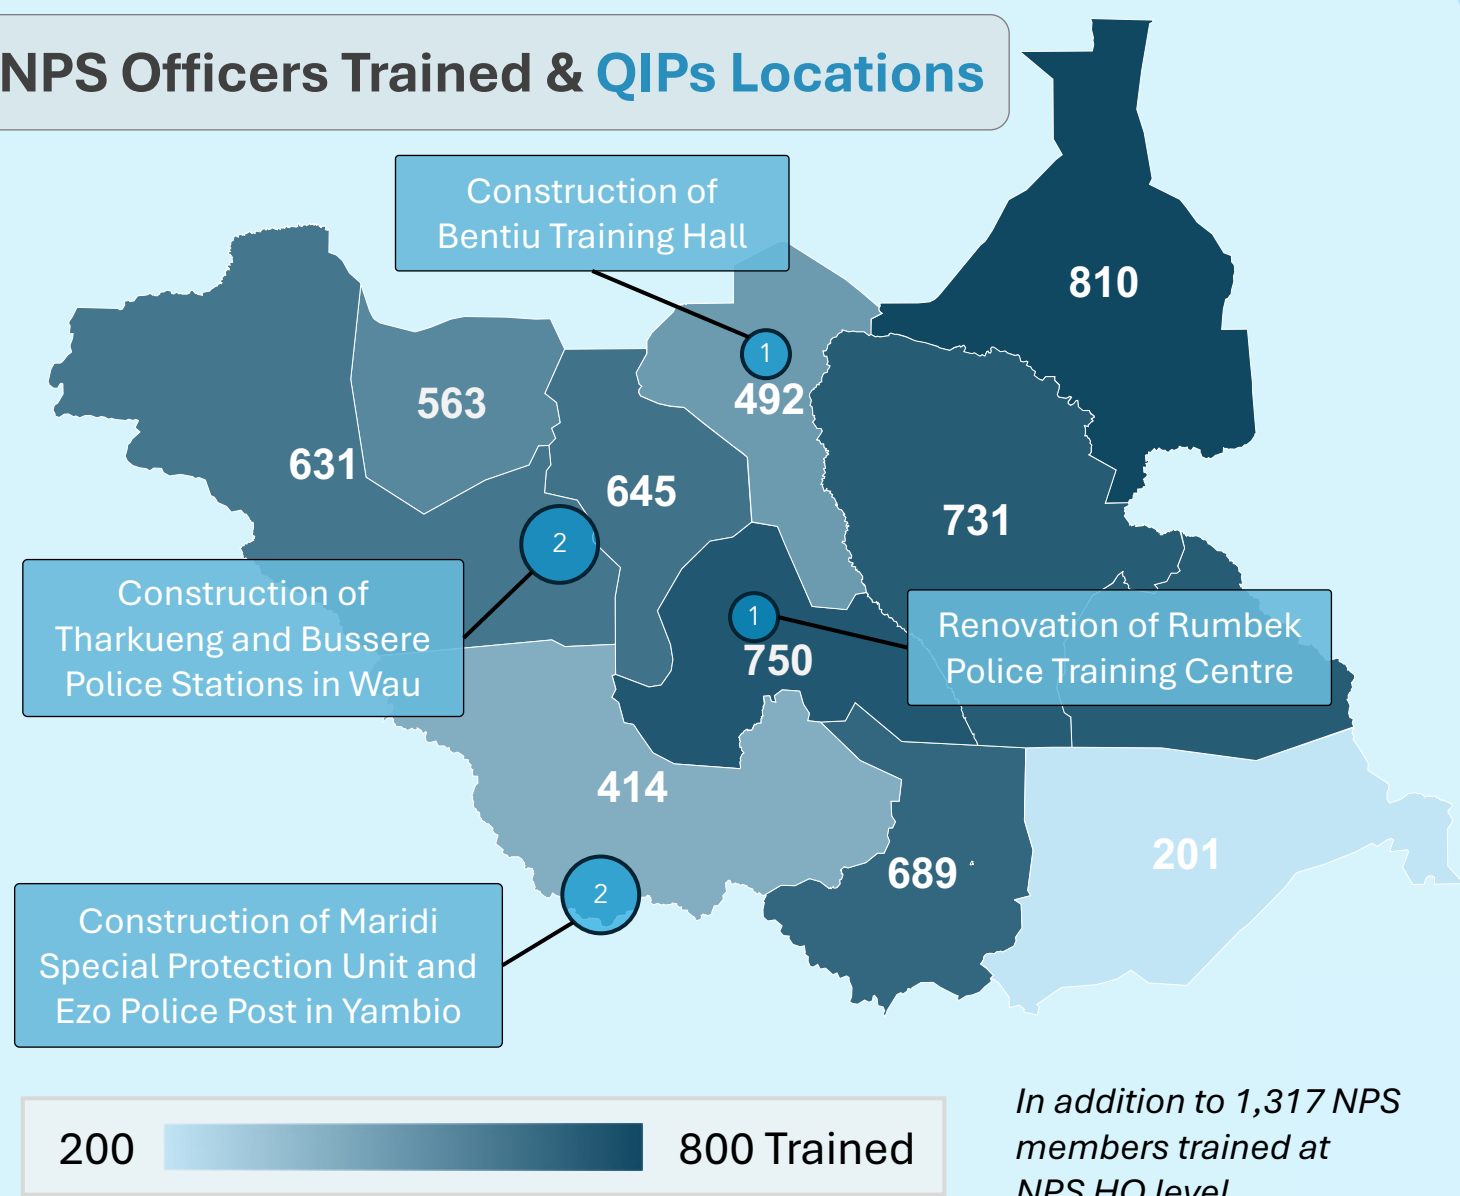 NPS Officers Trained & QIPs Locations
Construction of
Bentiu Training Hall
810
1
492
563
631
645
731
2
Construction of
Tharkueng and Bussere
Police Stations in Wau
1
750
Renovation of Rumbek
Police Training Centre
414
689
201
2
Construction of Maridi
Special Protection Unit and
Ezo Police Post in Yambio
200
800 Trained
In addition to 1,317 NPS
members trained at
NPS HQ level